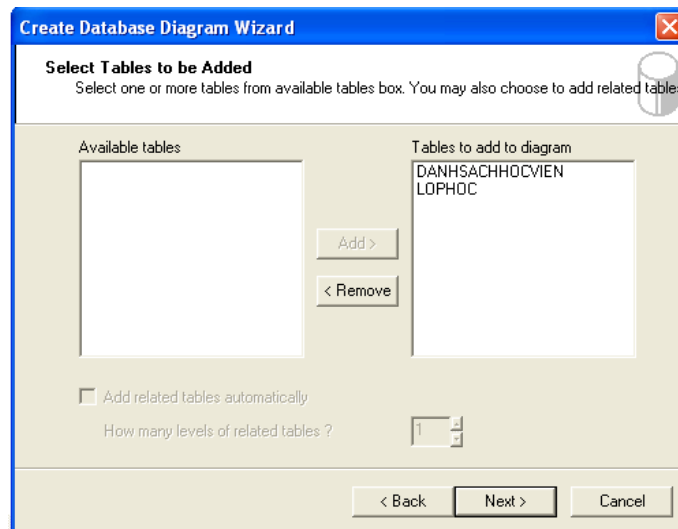 Create Database Diagram Wizard
Select Tables to be Added
Select one or more tables from available tables box. You may also choose to add related tables
Available tables
Tables to add to diagram
DANHSACHHOCVIEN
LOPHOC
Add >
< Remove
Add related tables automatically
How many levels of related tables ?
1
< Back
Next >
Cancel